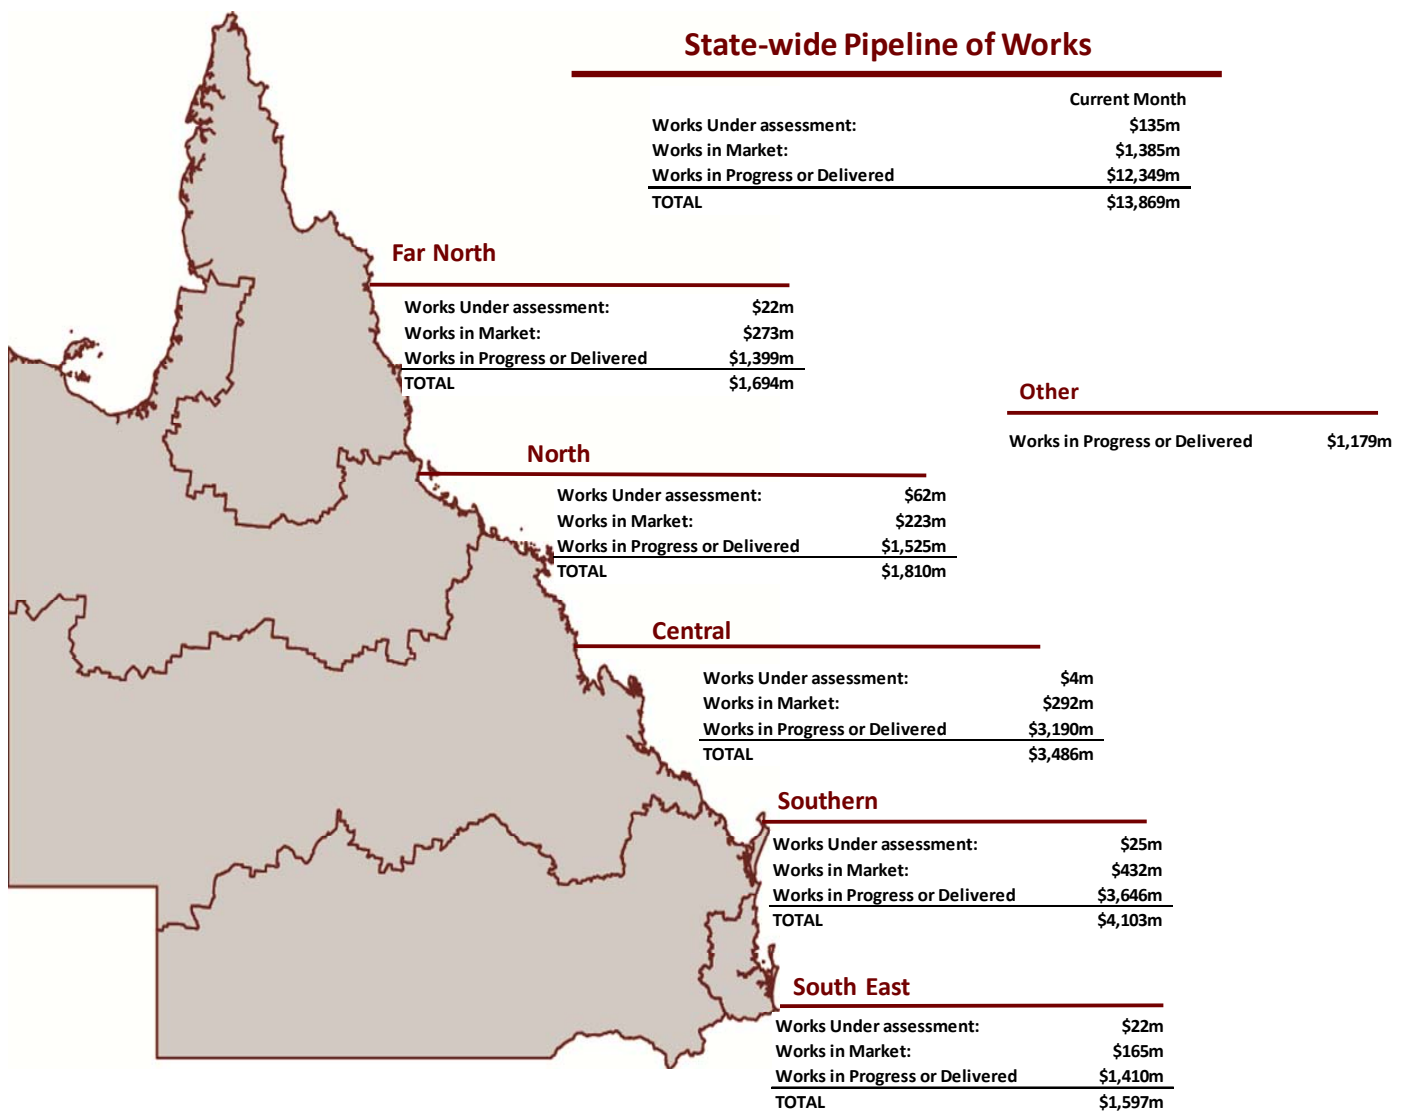 State-wide Pipeline of Works
Current Month
Works Under assessment: $135m
Works in Market: $1,385m
Works in Progress or Delivered $12,349m
TOTAL $13,869m
Far North
Works Under assessment: $22m
Works in Market: $273m
Works in Progress or Delivered $1,399m
TOTAL $1,694m
Other
Works in Progress or Delivered $1,179m
North
Works Under assessment: $62m
Works in Market: $223m
Works in Progress or Delivered $1,525m
TOTAL $1,810m
Central
Works Under assessment: $4m
Works in Market: $292m
Works in Progress or Delivered $3,190m
TOTAL $3,486m
Southern
Works Under assessment: $25m
Works in Market: $432m
Works in Progress or Delivered $3,646m
TOTAL $4,103m
South East
Works Under assessment: $22m
Works in Market: $165m
Works in Progress or Delivered $1,410m
TOTAL $1,597m